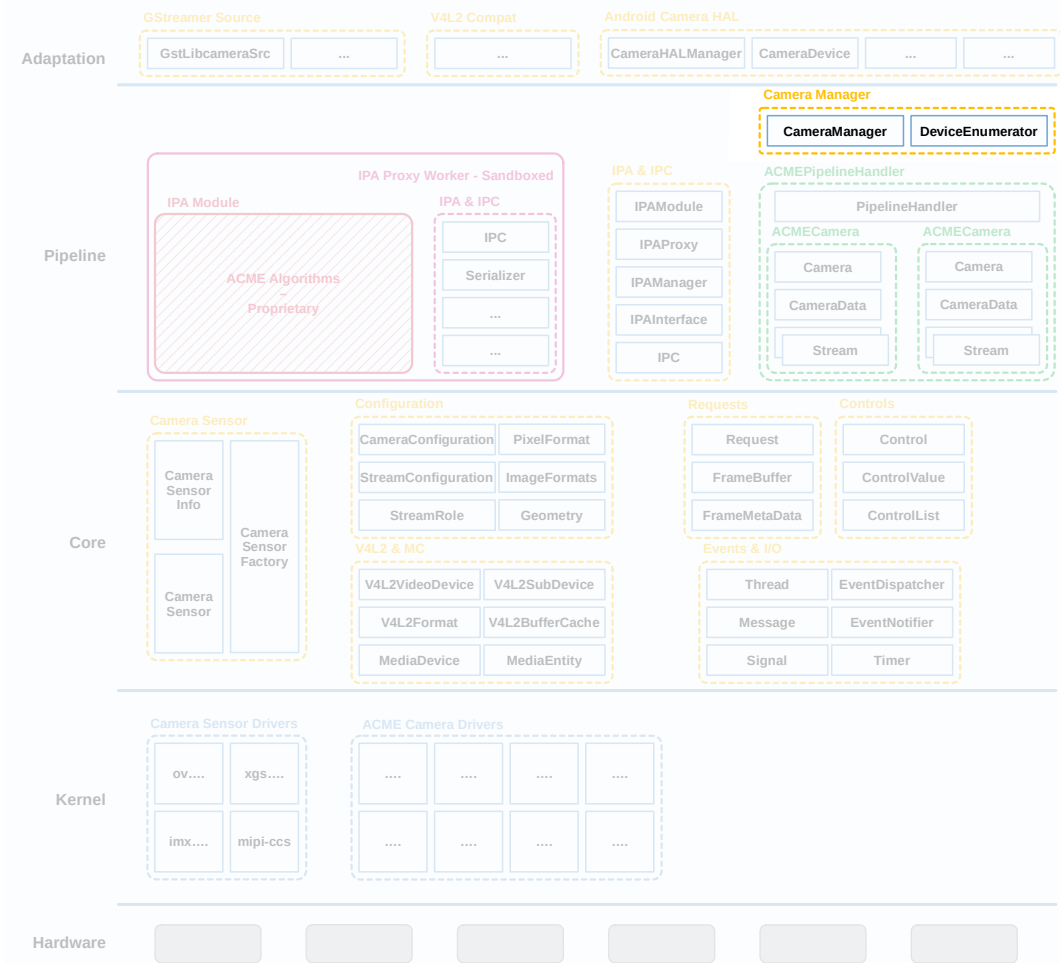 GStreamer Source
V4L2 Compat
Android Camera HAL
Adaptation
GstLibcameraSrc
...
...
CameraHALManager
CameraDevice
...
...
Camera Manager
CameraManager
DeviceEnumerator
Pipeline
IPA Proxy Worker - Sandboxed
IPA Module
ACME Algorithms
–
Proprietary
IPA & IPC
IPC
Serializer
...
...
IPA & IPC
IPAModule
IPAProxy
IPAManager
IPAInterface
IPC
ACMEPipelineHandler
PipelineHandler
ACMECamera
Camera
CameraData
Stream
ACMECamera
Camera
CameraData
Stream
Core
Camera Sensor
Camera
Sensor
Info
Camera
Sensor
Camera
Sensor
Factory
Configuration
CameraConfiguration
PixelFormat
StreamConfiguration
ImageFormats
StreamRole
Geometry
Requests
Request
FrameBuffer
FrameMetaData
Controls
Control
ControlValue
ControlList
V4L2 & MC
V4L2VideoDevice
V4L2SubDevice
V4L2Format
V4L2BufferCache
MediaDevice
MediaEntity
Events & I/O
Thread
EventDispatcher
Message
EventNotifier
Signal
Timer
Kernel
Camera Sensor Drivers
ov....
xgs....
imx....
mipi-ccs
ACME Camera Drivers
....
....
....
....
....
....
....
....
Hardware